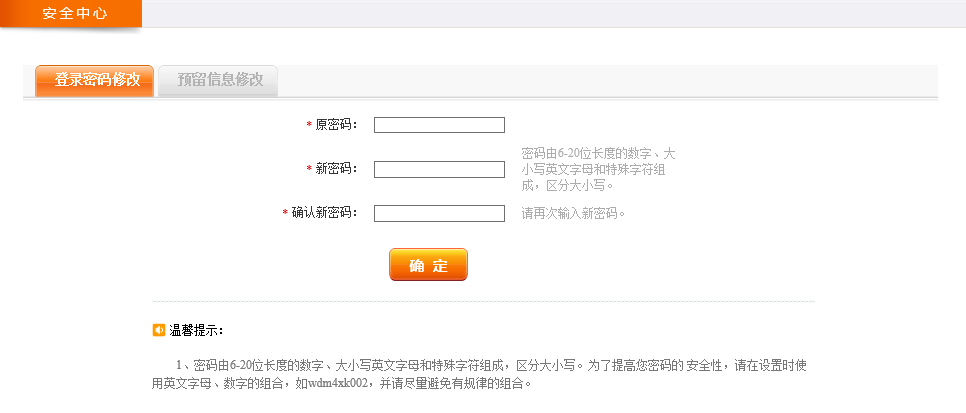 安全中心
登录密码修改 预留信息修改
* 原密码：
* 新密码： 密码由6-20位长度的数字、大
小写英文字母和特殊字符组
成，区分大小写。
* 确认新密码： 请再次输入新密码。
确 定
温馨提示：
1、密码由6-20位长度的数字、大小写英文字母和特殊字符组成，区分大小写。为了提高您密码的 安全性，请在设置时使
用英文字母、数字的组合，如wdm4xk002，并请尽量避免有规律的组合。